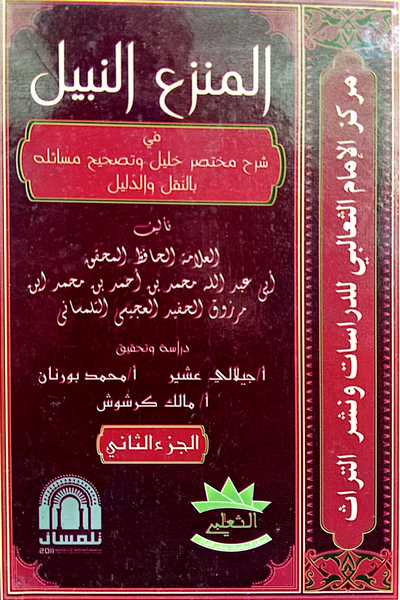 المنزع النبيل
في
شرح مختصر خليل وتصحيح مسائله
بالنقل والدليل
تأليف
العلامة الحافظ المحقق
أبي عبد الله محمد بن أحمد بن محمد ابن
مرزوق الحفيد العجيسي التلمساني
دراسة وتحقيق
أ/جيلالي عشير أ/محمد بورنان
أ/ مالك كرشوش
الجزء الثاني
الثعالبي
تلمسان
2011
مركز الإمام الثعالبي للدراسات ونشر التراث